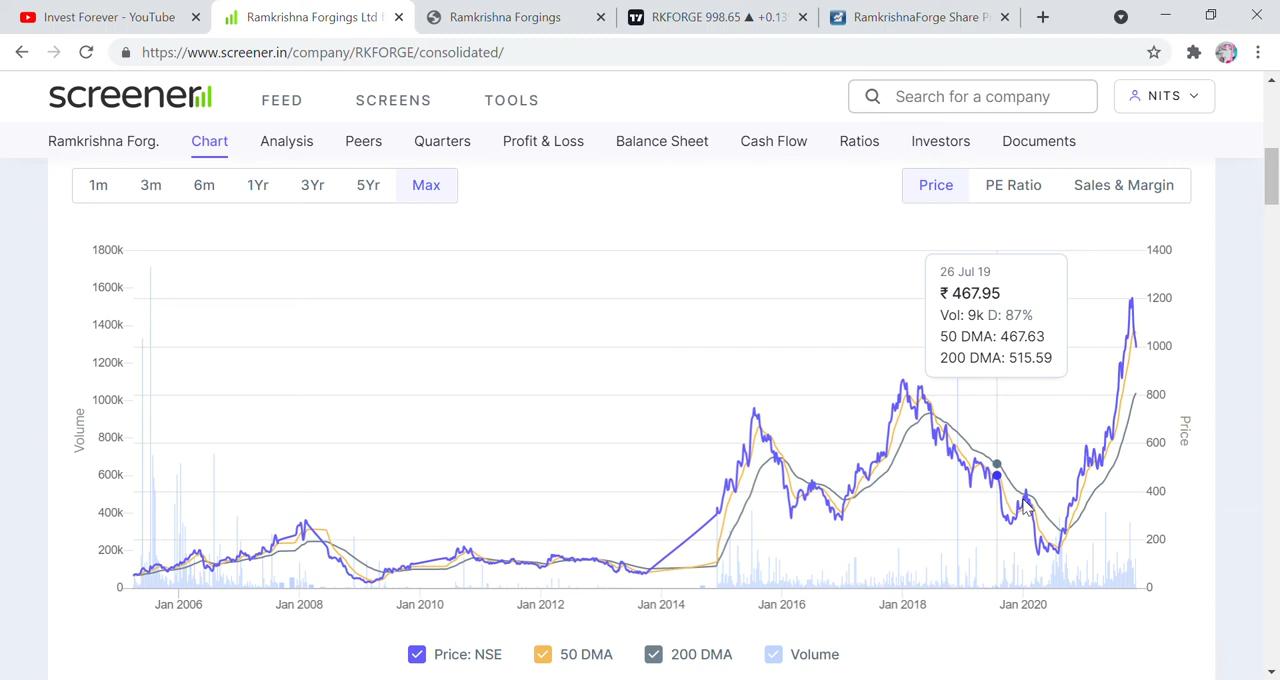 Invest Forever - YouTube
Ramkrishna Forgings Ltd
Ramkrishna Forgings
RKFORGE 998.65 ▲ +0.13
RamkrishnaForge Share P
https://www.screener.in/company/RKFORGE/consolidated/
screener
FEED
SCREENS
TOOLS
Search for a company
NITS
Ramkrishna Forg.
Chart
Analysis
Peers
Quarters
Profit & Loss
Balance Sheet
Cash Flow
Ratios
Investors
Documents
1m
3m
6m
1Yr
3Yr
5Yr
Max
Price
PE Ratio
Sales & Margin
1800k
1600k
1400k
1200k
1000k
800k
600k
400k
200k
0
Volume
26 Jul 19
₹ 467.95
Vol: 9k D: 87%
50 DMA: 467.63
200 DMA: 515.59
1400
1200
1000
800
600
400
200
0
Price
Jan 2006
Jan 2008
Jan 2010
Jan 2012
Jan 2014
Jan 2016
Jan 2018
Jan 2020
Price: NSE
50 DMA
200 DMA
Volume